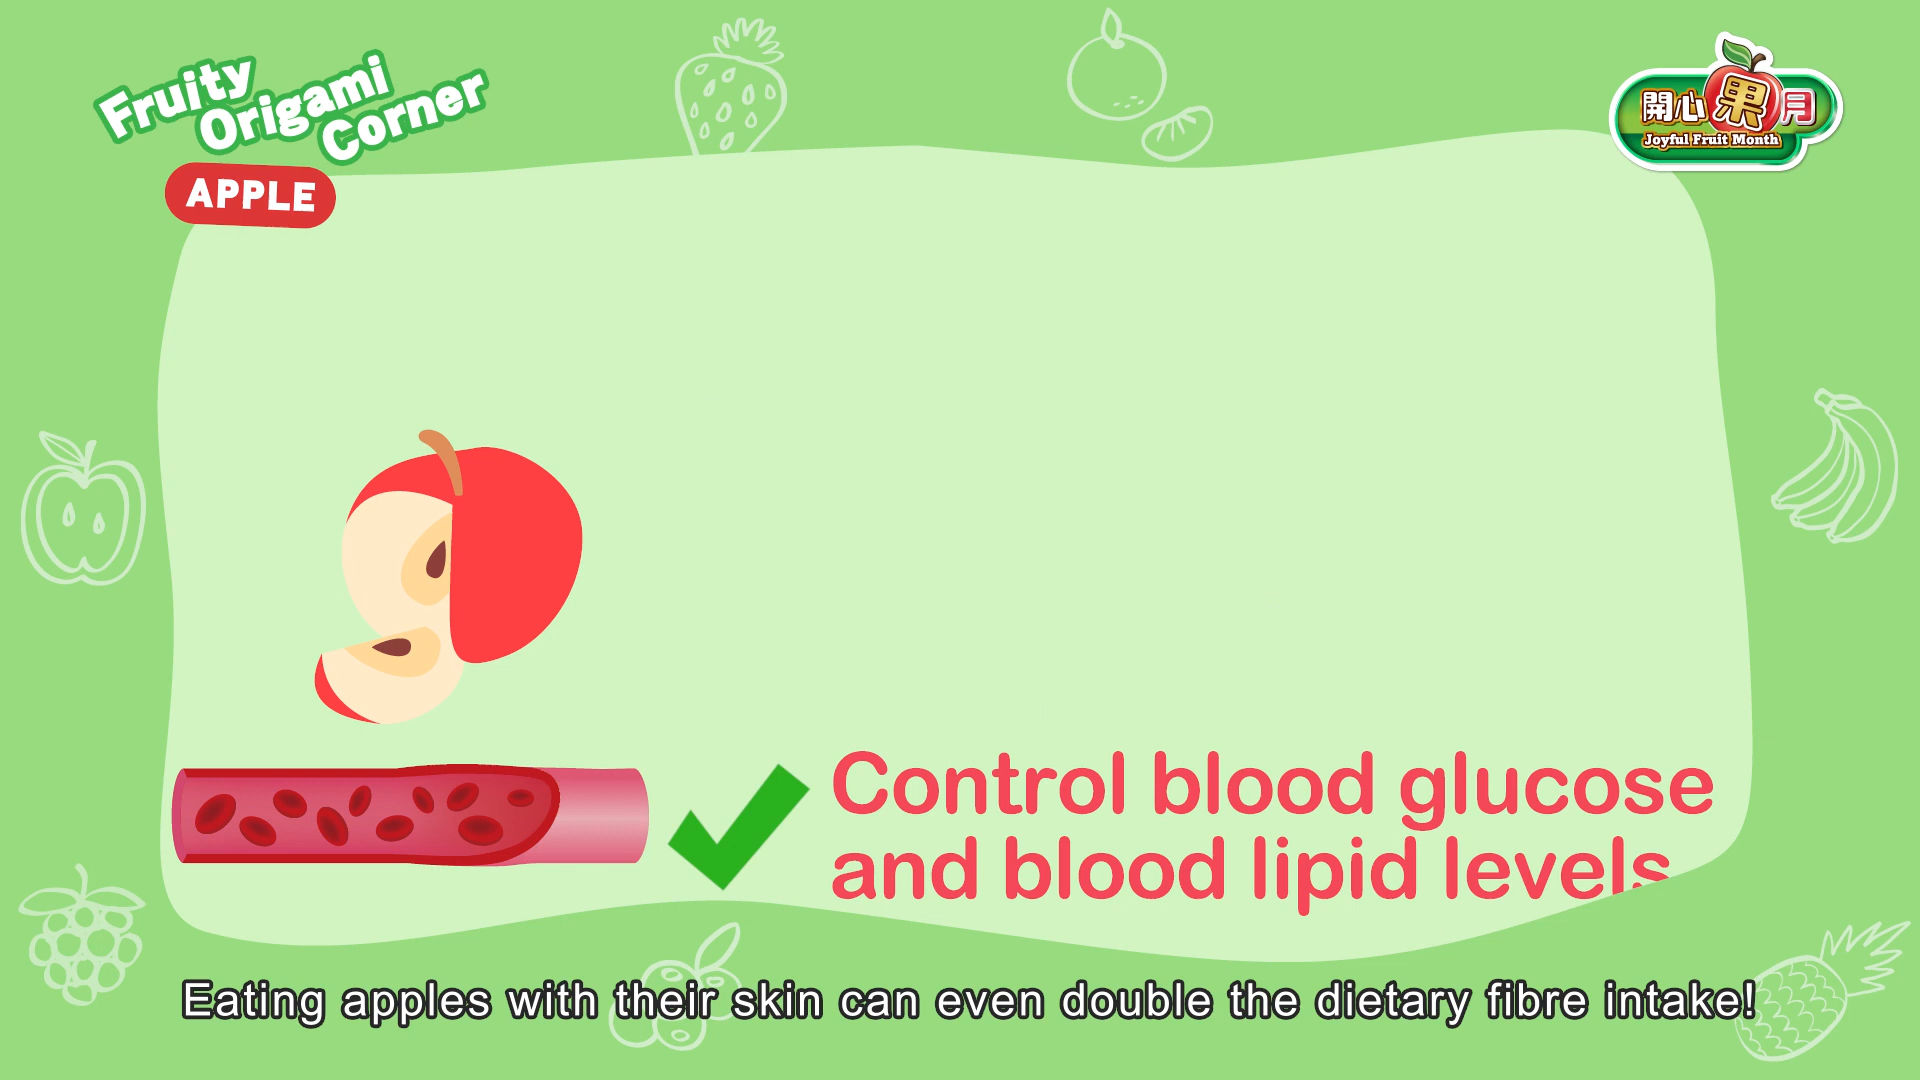 Fruity
Origami
Corner
APPLE
開心果月
Joyful Fruit Month
Control blood glucose
and blood lipid levels
Eating apples with their skin can even double the dietary fibre intake!